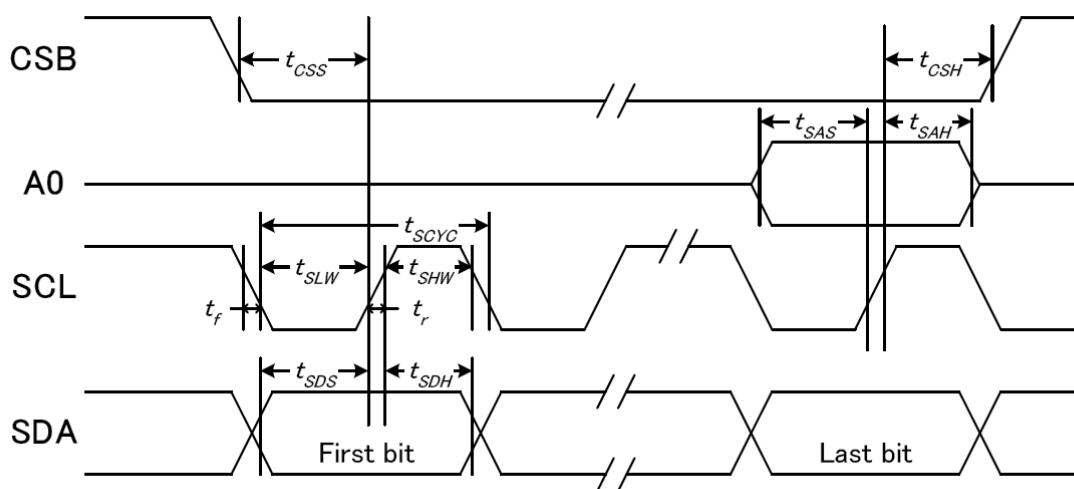 CSB
tCSS
tCSH
tSAS
tSAH
A0
tSCYC
SCL
tSLW
tSHW
tf
tr
tSDS
tSDH
SDA
First bit
Last bit